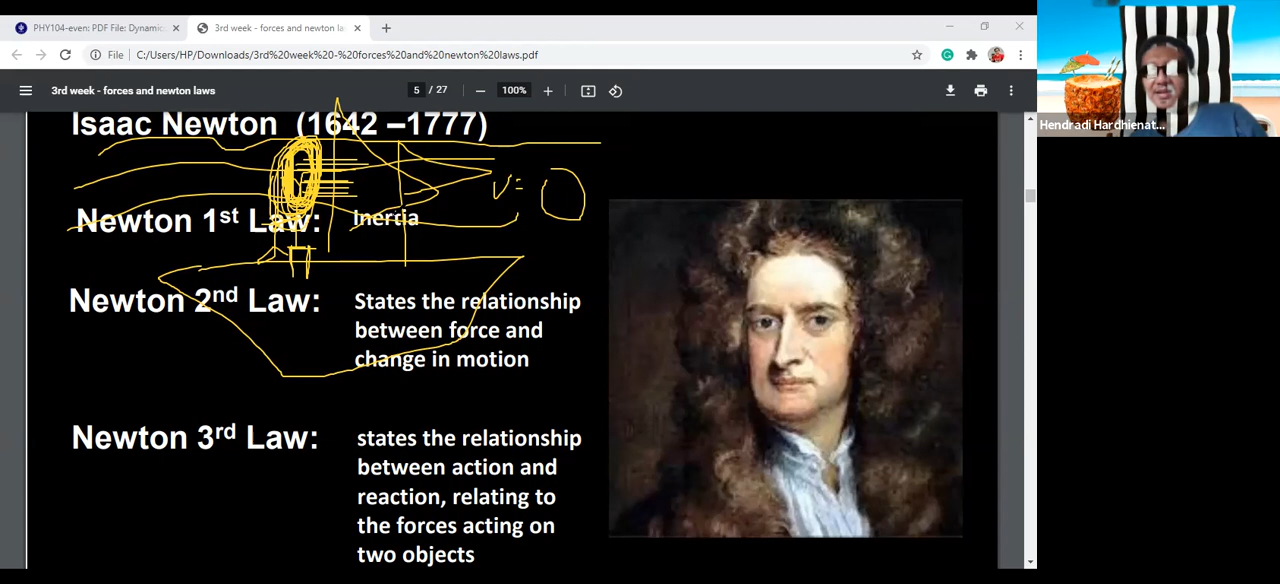 PHY104-even: PDF File: Dynamic
3rd week - forces and newton la
File
C:/Users/HP/Downloads/3rd%20week%20-%20forces%20and%20newton%20laws.pdf
3rd week - forces and newton laws
5 / 27
100%
Hendradi Hardhienat...
Isaac Newton (1642 –1777)
v = 0
Newton 1st Law: Inertia
Newton 2nd Law: States the relationship
between force and
change in motion
Newton 3rd Law: states the relationship
between action and
reaction, relating to
the forces acting on
two objects